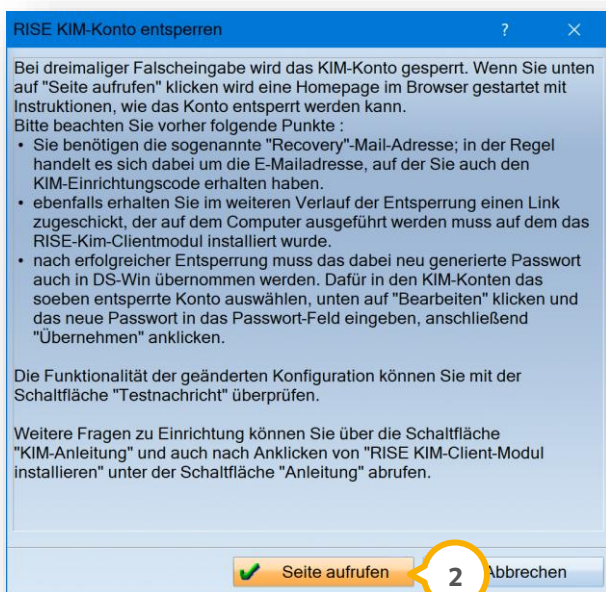 RISE KIM-Konto entsperren ? ×
Bei dreimaliger Falscheingabe wird das KIM-Konto gesperrt. Wenn Sie unten
auf "Seite aufrufen" klicken wird eine Homepage im Browser gestartet mit
Instruktionen, wie das Konto entsperrt werden kann.
Bitte beachten Sie vorher folgende Punkte :
• Sie benötigen die sogenannte "Recovery"-Mail-Adresse; in der Regel
handelt es sich dabei um die E-Mailadresse, auf der Sie auch den
KIM-Einrichtungscode erhalten haben.
• ebenfalls erhalten Sie im weiteren Verlauf der Entsperrung einen Link
zugeschickt, der auf dem Computer ausgeführt werden muss auf dem das
RISE-Kim-Clientmodul installiert wurde.
• nach erfolgreicher Entsperrung muss das dabei neu generierte Passwort
auch in DS-Win übernommen werden. Dafür in den KIM-Konten das
soeben entsperrte Konto auswählen, unten auf "Bearbeiten" klicken und
das neue Passwort in das Passwort-Feld eingeben, anschließend
"Übernehmen" anklicken.
Die Funktionalität der geänderten Konfiguration können Sie mit der
Schaltfläche "Testnachricht" überprüfen.
Weitere Fragen zu Einrichtung können Sie über die Schaltfläche
"KIM-Anleitung" und auch nach Anklicken von "RISE KIM-Client-Modul
installieren" unter der Schaltfläche "Anleitung" abrufen.
Seite aufrufen 2 Abbrechen